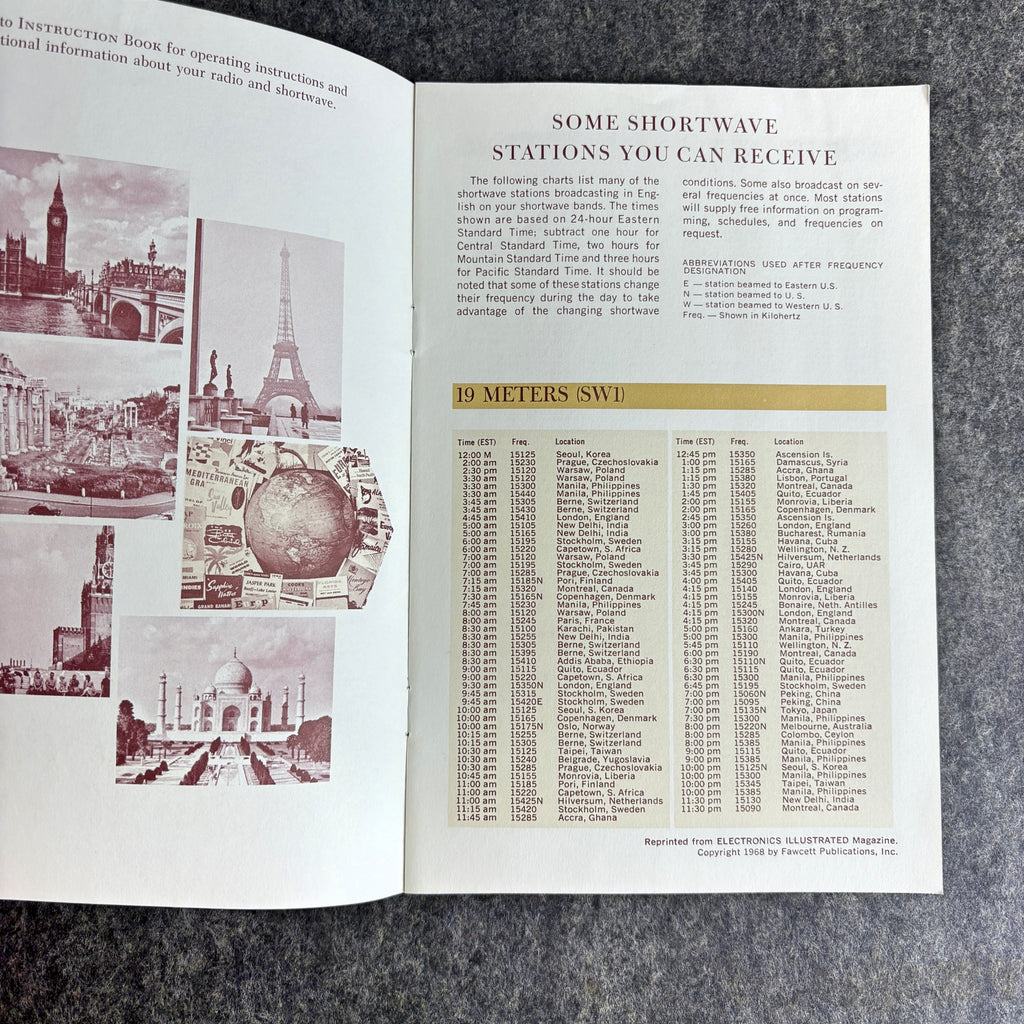 to INSTRUCTION BOOK for operating instructions and
tional information about your radio and shortwave.
MEDITERRANEAN
JASPER PARK
SOME SHORTWAVE
STATIONS YOU CAN RECEIVE
The following charts list many of the
shortwave stations broadcasting in Eng-
lish on your shortwave bands. The times
shown are based on 24-hour Eastern
Standard Time; subtract one hour for
Central Standard Time, two hours for
Mountain Standard Time and three hours
for Pacific Standard Time. It should be
noted that some of these stations change
their frequency during the day to take
advantage of the changing shortwave
conditions. Some also broadcast on sev-
eral frequencies at once. Most stations
will supply free information on program-
ming, schedules, and frequencies on
request.
ABBREVIATIONS USED AFTER FREQUENCY
DESIGNATION
E — station beamed to Eastern U.S.
N — station beamed to U. S.
W — station beamed to Western U. S.
Freq. — Shown in Kilohertz
19 METERS (SW1)
Time (EST) Freq. Location
12:00 M 15125 Seoul, Korea
2:00 am 15230 Prague, Czechoslovakia
2:30 pm 15120 Warsaw, Poland
3:30 am 15120 Warsaw, Poland
3:30 am 15300 Manila, Philippines
3:30 am 15440 Manila, Philippines
3:45 am 15305 Berne, Switzerland
3:45 am 15430 Berne, Switzerland
4:45 am 15410 London, England
5:00 am 15105 New Delhi, India
5:00 am 15165 New Delhi, India
6:00 am 15195 Stockholm, Sweden
6:00 am 15220 Capetown, S. Africa
7:00 am 15120 Warsaw, Poland
7:00 am 15195 Stockholm, Sweden
7:00 am 15285 Prague, Czechoslovakia
7:15 am 15185N Pori, Finland
7:15 am 15320 Montreal, Canada
7:30 am 15165N Copenhagen, Denmark
7:45 am 15230 Manila, Philippines
8:00 am 15120 Warsaw, Poland
8:00 am 15245 Paris, France
8:30 am 15100 Karachi, Pakistan
8:30 am 15255 New Delhi, India
8:30 am 15305 Berne, Switzerland
8:30 am 15395 Berne, Switzerland
8:30 am 15410 Addis Ababa, Ethiopia
9:00 am 15115 Quito, Ecuador
9:00 am 15220 Capetown, S. Africa
9:30 am 15350N London, England
9:45 am 15315 Stockholm, Sweden
9:45 am 15420E Stockholm, Sweden
10:00 am 15125 Seoul, S. Korea
10:00 am 15165 Copenhagen, Denmark
10:00 am 15175N Oslo, Norway
10:15 am 15255 Berne, Switzerland
10:15 am 15305 Berne, Switzerland
10:30 am 15125 Taipei, Taiwan
10:30 am 15240 Belgrade, Yugoslavia
10:30 am 15285 Prague, Czechoslovakia
10:45 am 15155 Monrovia, Liberia
11:00 am 15185 Pori, Finland
11:00 am 15220 Capetown, S. Africa
11:00 am 15425N Hilversum, Netherlands
11:15 am 15420 Stockholm, Sweden
11:45 am 15285 Accra, Ghana
Time (EST) Freq. Location
12:45 pm 15350 Ascension Is.
1:00 pm 15165 Damascus, Syria
1:15 pm 15285 Accra, Ghana
1:15 pm 15380 Lisbon, Portugal
1:30 pm 15320 Montreal, Canada
1:45 pm 15405 Quito, Ecuador
2:00 pm 15155 Monrovia, Liberia
2:00 pm 15165 Copenhagen, Denmark
2:45 pm 15350 Ascension Is.
3:00 pm 15260 London, England
3:00 pm 15380 Bucharest, Rumania
3:15 pm 15155 Havana, Cuba
3:15 pm 15280 Wellington, N. Z.
3:30 pm 15425N Hilversum, Netherlands
3:45 pm 15290 Cairo, UAR
3:45 pm 15300 Havana, Cuba
4:00 pm 15405 Quito, Ecuador
4:15 pm 15140 London, England
4:15 pm 15155 Monrovia, Liberia
4:15 pm 15245 Bonaire, Neth. Antilles
4:15 pm 15300N London, England
4:15 pm 15320 Montreal, Canada
5:00 pm 15160 Ankara, Turkey
5:00 pm 15300 Manila, Philippines
5:45 pm 15110 Wellington, N. Z.
6:00 pm 15190 Montreal, Canada
6:30 pm 15110N Quito, Ecuador
6:30 pm 15115 Quito, Ecuador
6:30 pm 15300 Manila, Philippines
6:45 pm 15195 Stockholm, Sweden
7:00 pm 15060N Peking, China
7:00 pm 15095 Peking, China
7:00 pm 15135N Tokyo, Japan
7:30 pm 15300 Manila, Philippines
8:00 pm 15220N Melbourne, Australia
8:00 pm 15285 Colombo, Ceylon
8:00 pm 15385 Manila, Philippines
9:00 pm 15115 Quito, Ecuador
9:00 pm 15385 Manila, Philippines
10:00 pm 15125N Seoul, S. Korea
10:00 pm 15300 Manila, Philippines
10:00 pm 15345 Taipei, Taiwan
10:00 pm 15385 Manila, Philippines
11:30 pm 15130 New Delhi, India
11:30 pm 15090 Montreal, Canada
Reprinted from ELECTRONICS ILLUSTRATED Magazine.
Copyright 1968 by Fawcett Publications, Inc.